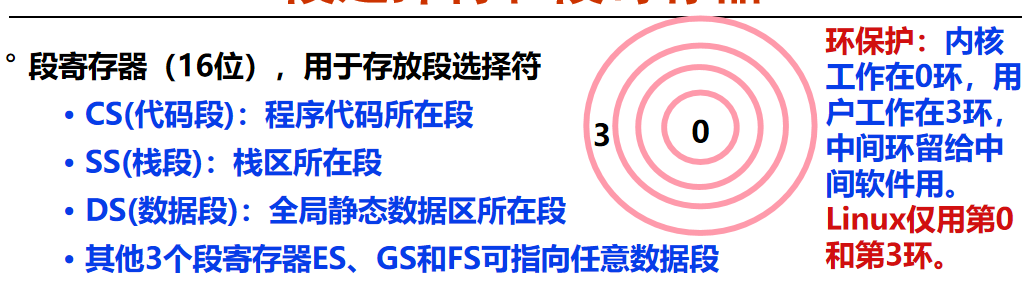 ° 段寄存器（16位），用于存放段选择符
• CS(代码段)：程序代码所在段
• SS(栈段)：栈区所在段
• DS(数据段)：全局静态数据区所在段
• 其他3个段寄存器ES、GS和FS可指向任意数据段
3
0
环保护：内核
工作在0环，用
户工作在3环，
中间环留给中
间软件用。
Linux仅用第0
和第3环。